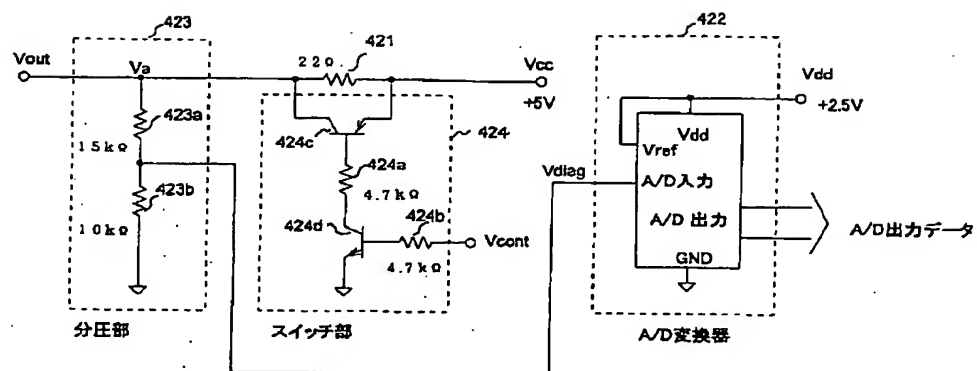 423
422
421
Vout
Va
22Ω
Vcc
+5V
Vdd
+2.5V
423a
15kΩ
423b
10kΩ
424c
424
424a
4.7kΩ
424d
424b
4.7kΩ
Vcont
Vdiag
Vdd
Vref
A/D入力
A/D 出力
GND
A/D出力データ
分圧部
スイッチ部
A/D変換器